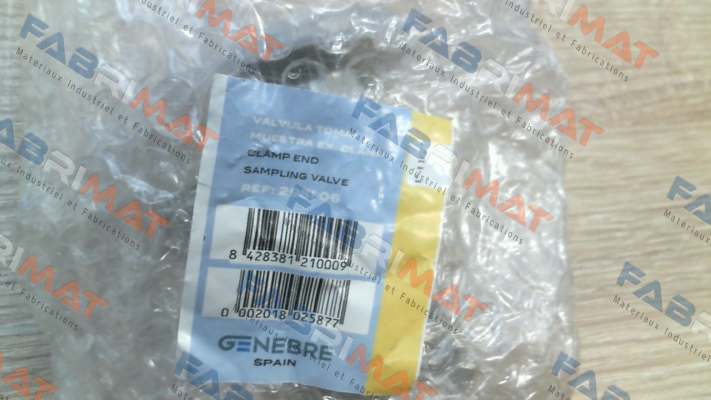 VALVULA TOMA
MUESTRA EX. CLAMP
CLAMP END
SAMPLING VALVE
REF:
8 428381 210009
0 002018 025877
GENEBRE
SPAIN
FABRIMAT
Materiaux Industriel et Fabrications